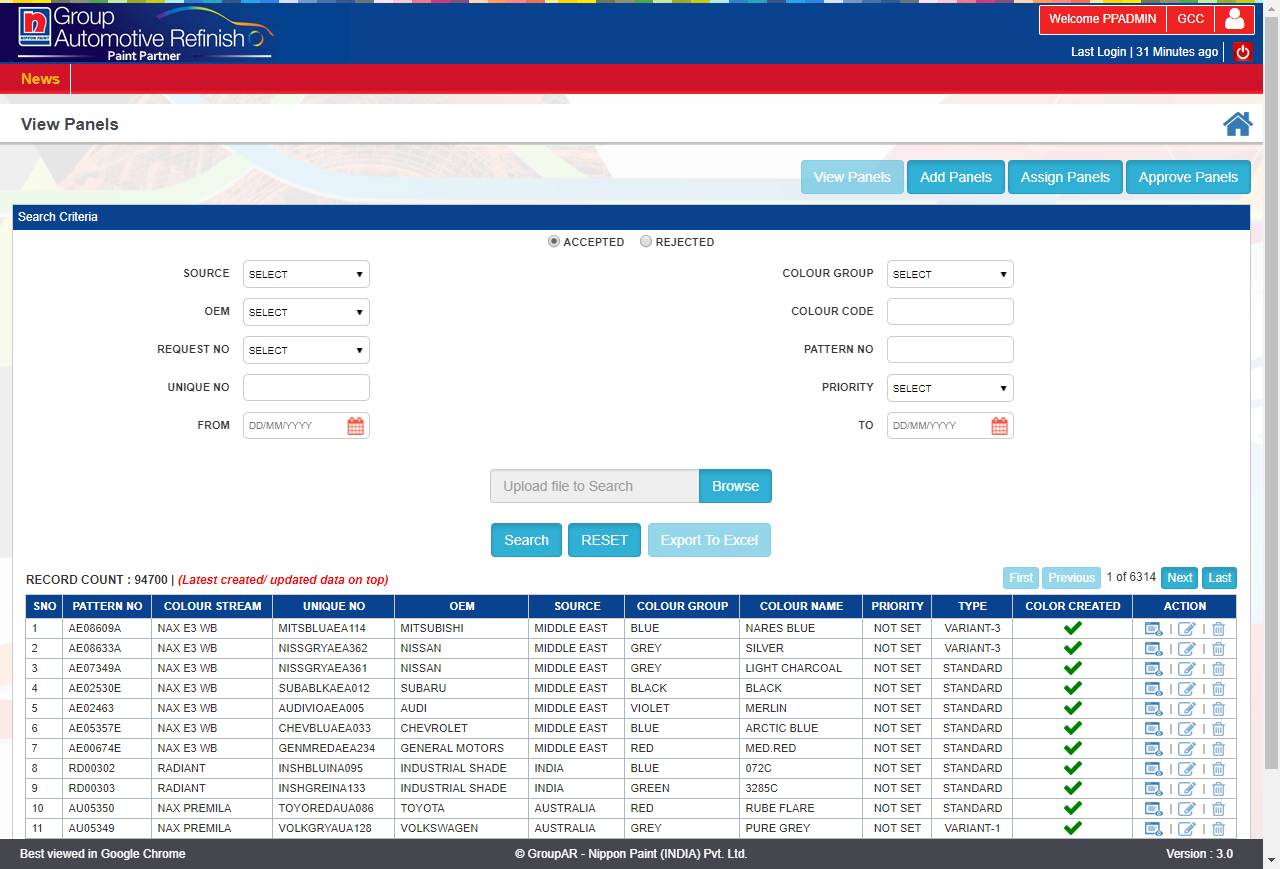 Group
Automotive Refinish
NIPPON PAINT
Paint Partner
Welcome PPADMIN GCC
Last Login | 31 Minutes ago
News
View Panels
View Panels Add Panels Assign Panels Approve Panels
Search Criteria
ACCEPTED REJECTED
SOURCE SELECT COLOUR GROUP SELECT
OEM SELECT COLOUR CODE
REQUEST NO SELECT PATTERN NO
UNIQUE NO PRIORITY SELECT
FROM DD/MM/YYYY TO DD/MM/YYYY
Upload file to Search Browse
Search RESET Export To Excel
RECORD COUNT : 94700 | (Latest created/ updated data on top) First Previous 1 of 6314 Next Last
SNO PATTERN NO COLOUR STREAM UNIQUE NO OEM SOURCE COLOUR GROUP COLOUR NAME PRIORITY TYPE COLOR CREATED ACTION
1 AE08609A NAX E3 WB MITSBLUAEA114 MITSUBISHI MIDDLE EAST BLUE NARES BLUE NOT SET VARIANT-3 | |
2 AE08633A NAX E3 WB NISSGRYAEA362 NISSAN MIDDLE EAST GREY SILVER NOT SET VARIANT-3 | |
3 AE07349A NAX E3 WB NISSGRYAEA361 NISSAN MIDDLE EAST GREY LIGHT CHARCOAL NOT SET STANDARD | |
4 AE02530E NAX E3 WB SUBABLKAEA012 SUBARU MIDDLE EAST BLACK BLACK NOT SET STANDARD | |
5 AE02463 NAX E3 WB AUDIVIOAEA005 AUDI MIDDLE EAST VIOLET MERLIN NOT SET STANDARD | |
6 AE05357E NAX E3 WB CHEVBLUAEA033 CHEVROLET MIDDLE EAST BLUE ARCTIC BLUE NOT SET STANDARD | |
7 AE00674E NAX E3 WB GENMREDAEA234 GENERAL MOTORS MIDDLE EAST RED MED.RED NOT SET STANDARD | |
8 RD00302 RADIANT INSHBLUINA095 INDUSTRIAL SHADE INDIA BLUE 072C NOT SET STANDARD | |
9 RD00303 RADIANT INSHGREINA133 INDUSTRIAL SHADE INDIA GREEN 3285C NOT SET STANDARD | |
10 AU05350 NAX PREMILA TOYOREDAUA086 TOYOTA AUSTRALIA RED RUBE FLARE NOT SET STANDARD | |
11 AU05349 NAX PREMILA VOLKGRYAUA128 VOLKSWAGEN AUSTRALIA GREY PURE GREY NOT SET VARIANT-1 | |
Best viewed in Google Chrome © GroupAR - Nippon Paint (INDIA) Pvt. Ltd. Version : 3.0